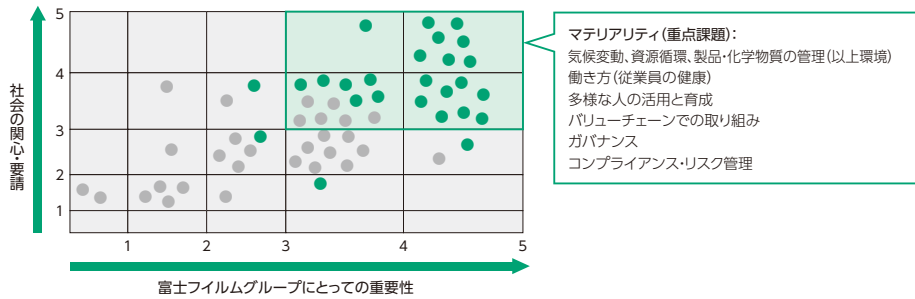 5
4
3
2
1
1
2
3
4
5
社会の関心・要請
富士フイルムグループにとっての重要性
マテリアリティ（重点課題）：
気候変動、資源循環、製品・化学物質の管理（以上環境）
働き方（従業員の健康）
多様な人の活用と育成
バリューチェーンでの取り組み
ガバナンス
コンプライアンス・リスク管理